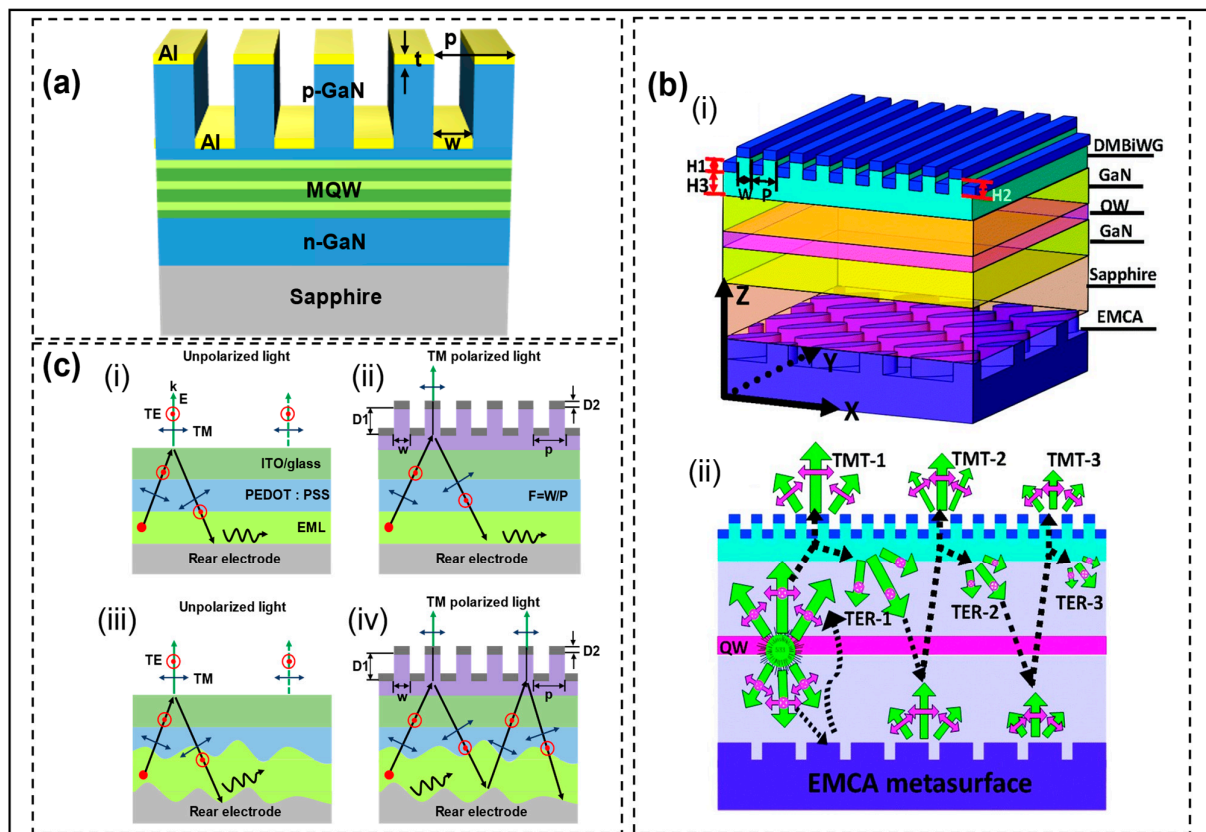 (a)
Al
p
t
p-GaN
Al
w
MQW
n-GaN
Sapphire
(b)
(i)
DMBiWG
GaN
QW
GaN
Sapphire
EMCA
H1
H3
W
P
H2
Z
Y
X
(ii)
TMT-1
TMT-2
TMT-3
TER-1
TER-2
TER-3
QW
EMCA metasurface
(c)
(i)
Unpolarized light
k
E
TE
TM
ITO/glass
PEDOT : PSS
EML
Rear electrode
(ii)
TM polarized light
D1
D2
w
p
F=W/P
Rear electrode
(iii)
Unpolarized light
TE
TM
Rear electrode
(iv)
TM polarized light
D1
D2
w
p
Rear electrode